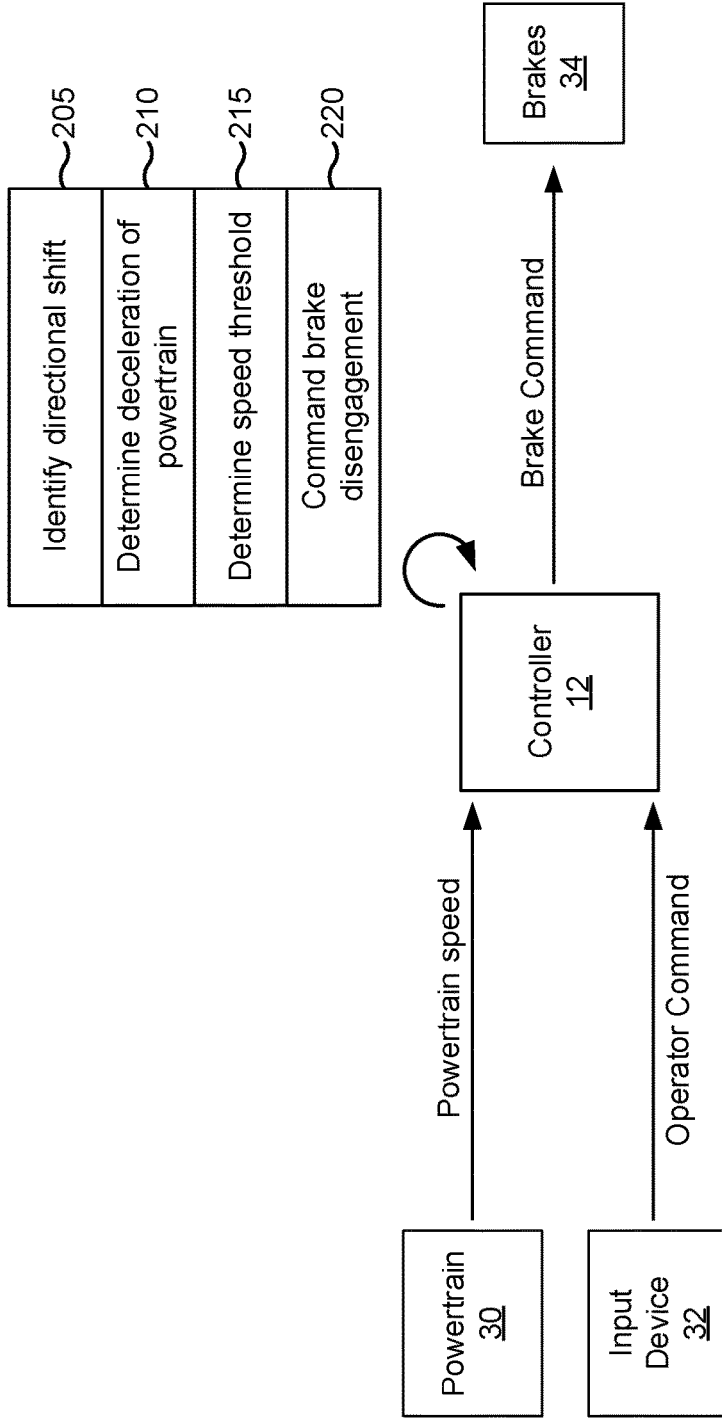 Identify directional shift
205
Determine deceleration of
powertrain
210
Determine speed threshold
215
Command brake
disengagement
220
Powertrain
30
Powertrain speed
Input
Device
32
Operator Command
Controller
12
Brake Command
Brakes
34